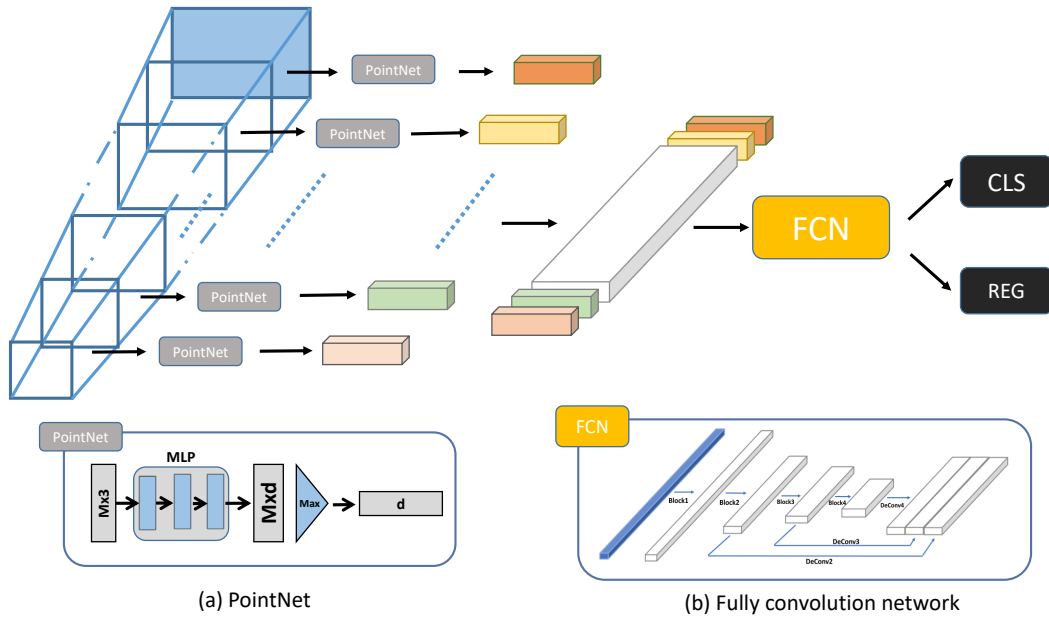 PointNet
PointNet
CLS
FCN
PointNet
REG
PointNet
PointNet
MLP
Mx3
Mxd
Max
d
(a) PointNet
FCN
Block1
Block2
Block3
Block4
DeConv4
DeConv3
DeConv2
(b) Fully convolution network